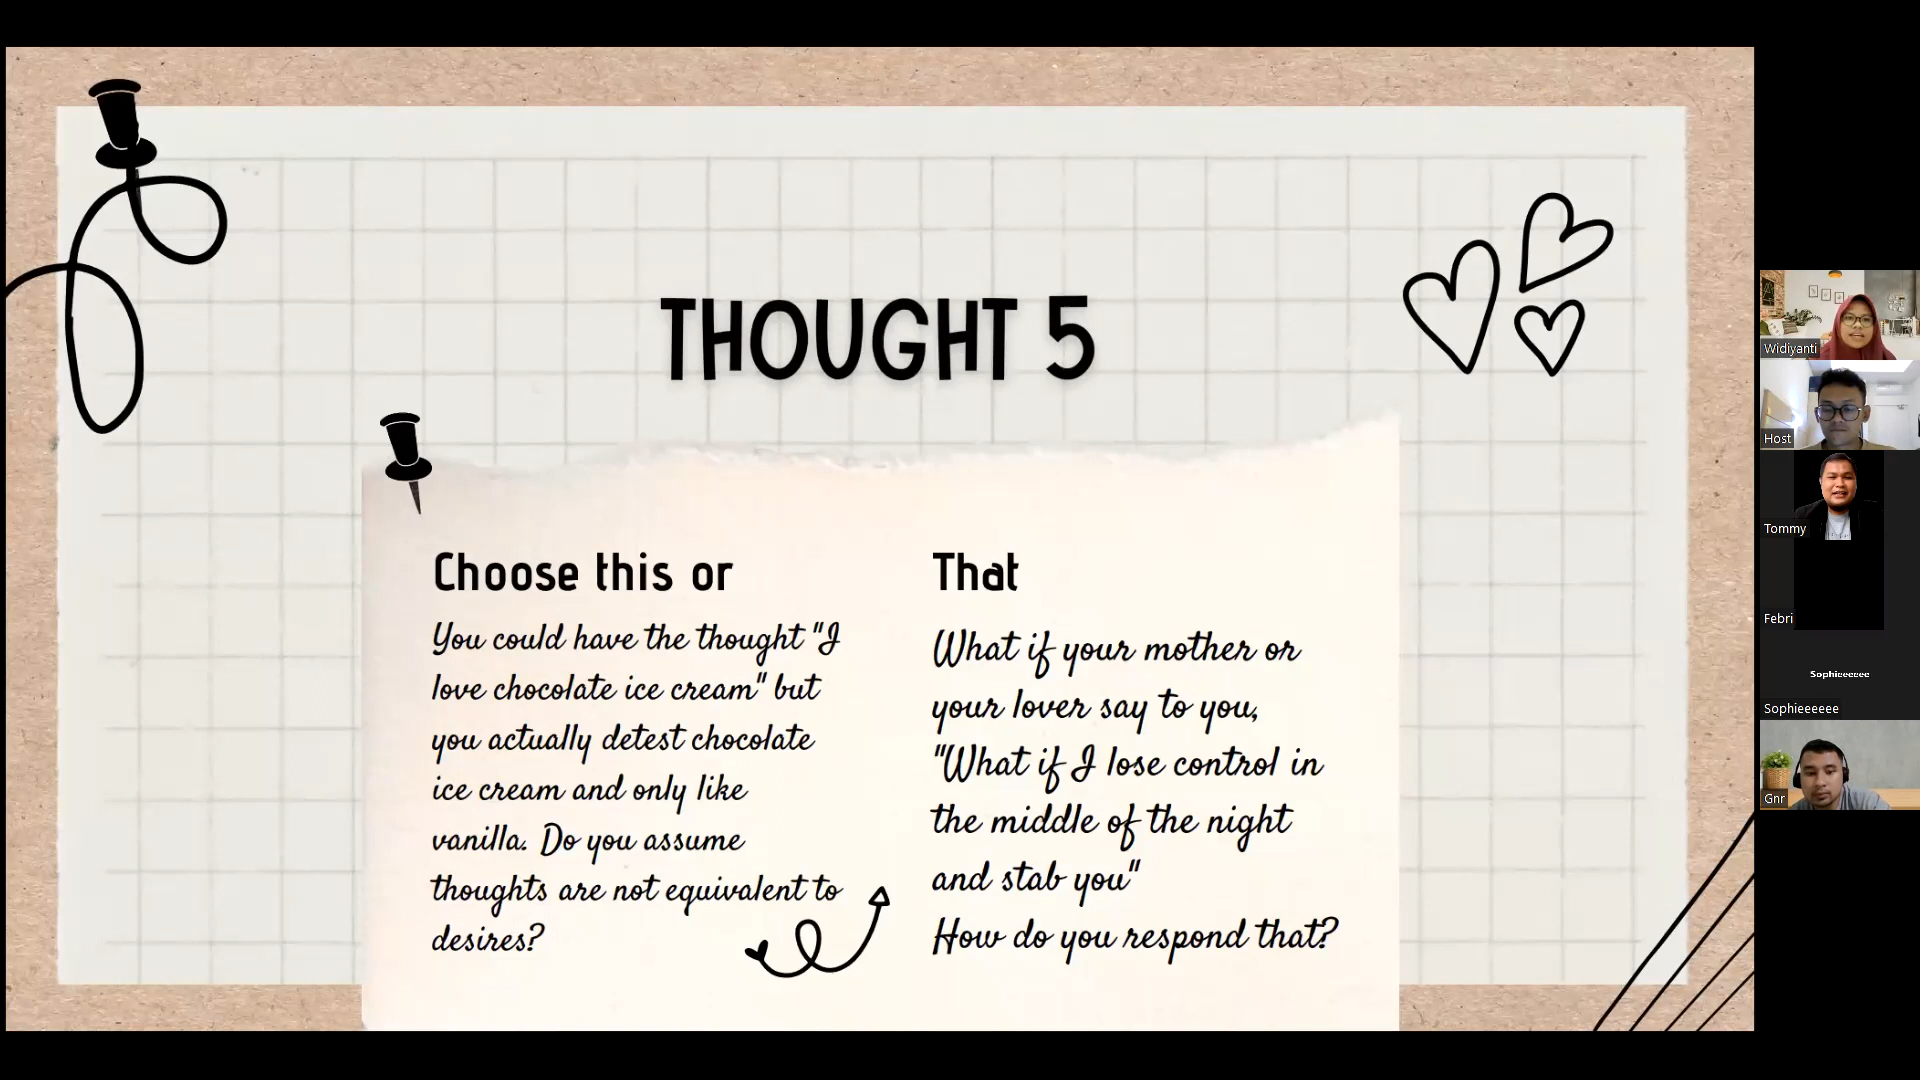 THOUGHT 5
Choose this or
You could have the thought "I
love chocolate ice cream" but
you actually detest chocolate
ice cream and only like
vanilla. Do you assume
thoughts are not equivalent to
desires?
That
What if your mother or
your lover say to you,
"What if I lose control in
the middle of the night
and stab you"
How do you respond that?
Widiyanti
Host
Tommy
Febri
Sophieeeeee
Sophieeeeee
Gnr